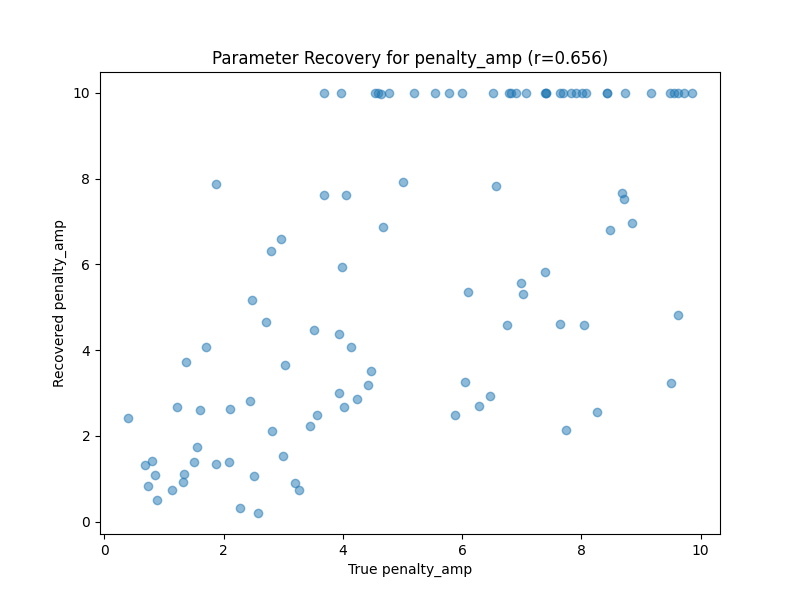 Parameter Recovery for penalty_amp (r=0.656)
10
8
6
4
2
0
Recovered penalty_amp
0 2 4 6 8 10
True penalty_amp